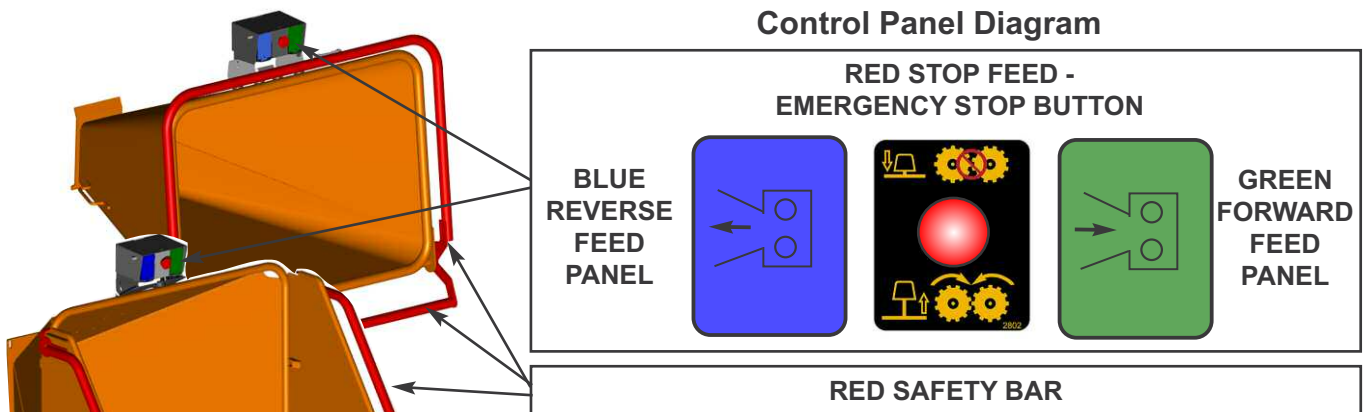 Control Panel Diagram
RED STOP FEED -
EMERGENCY STOP BUTTON
BLUE
REVERSE
FEED
PANEL
GREEN
FORWARD
FEED
PANEL
2802
RED SAFETY BAR